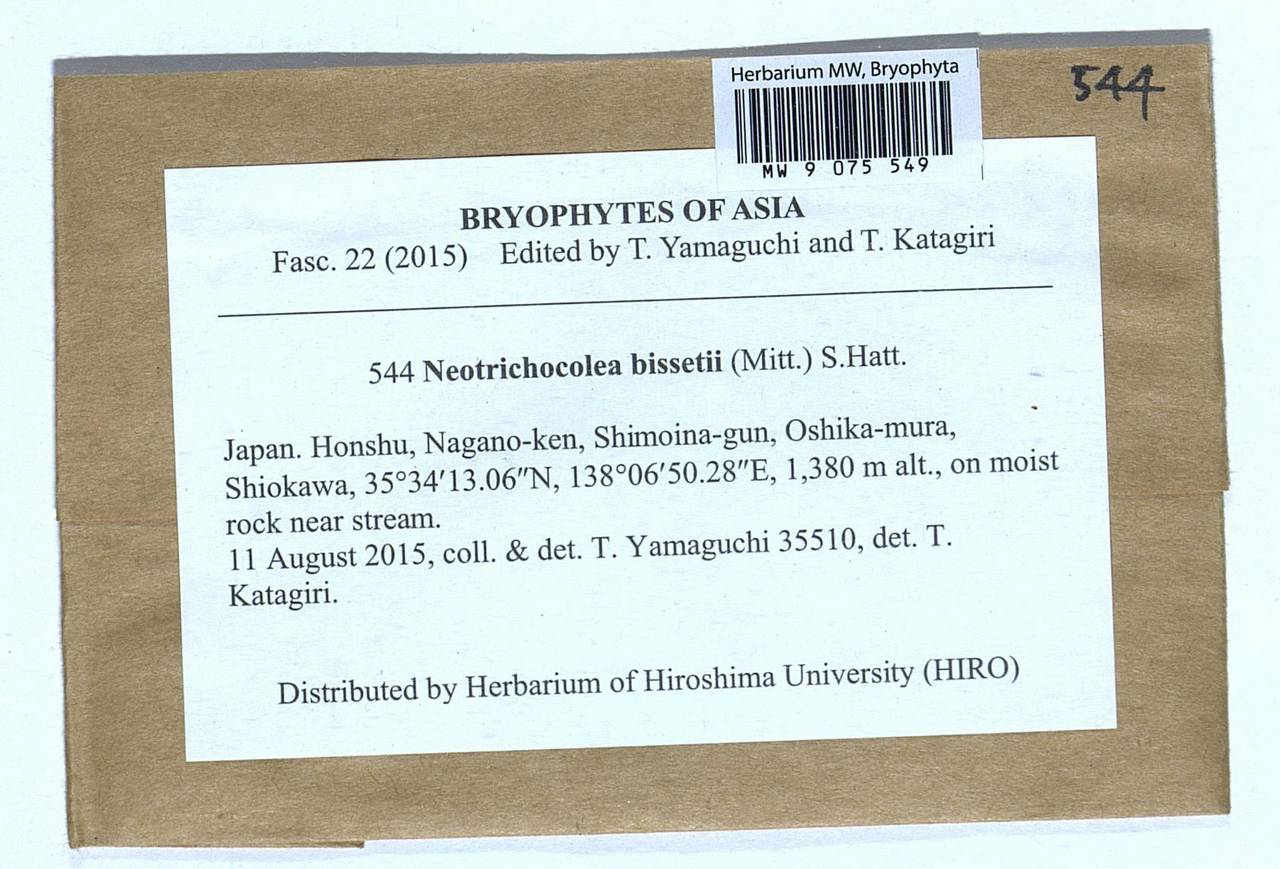 Herbarium MW, Bryophyta
MW 9 075 549
544
BRYOPHYTES OF ASIA
Fasc. 22 (2015) Edited by T. Yamaguchi and T. Katagiri
544 Neotrichocolea bissetii (Mitt.) S.Hatt.
Japan. Honshu, Nagano-ken, Shimoina-gun, Oshika-mura,
Shiokawa, 35°34′13.06″N, 138°06′50.28″E, 1,380 m alt., on moist
rock near stream.
11 August 2015, coll. & det. T. Yamaguchi 35510, det. T.
Katagiri.
Distributed by Herbarium of Hiroshima University (HIRO)